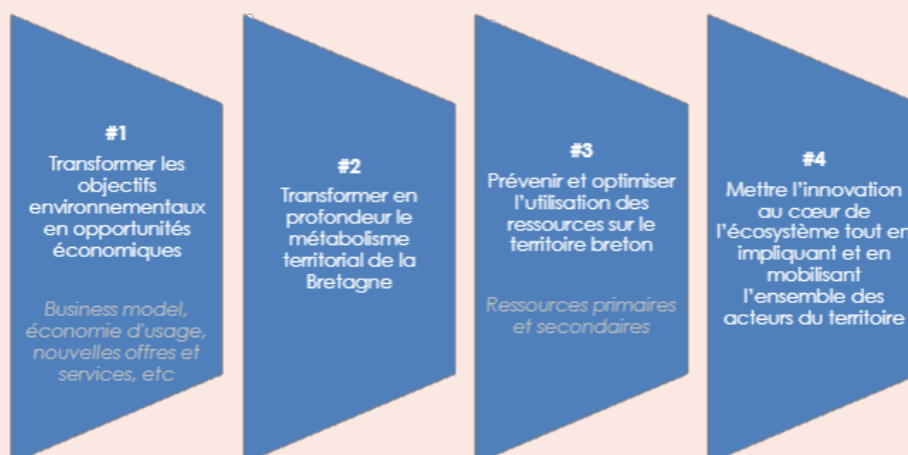 #1
Transformer les
objectifs
environnementaux
en opportunités
économiques
Business model,
économie d'usage,
nouvelles offres et
services, etc
#2
Transformer en
profondeur le
métabolisme
territorial de la
Bretagne
#3
Prévenir et optimiser
l'utilisation des
ressources sur le
territoire breton
Ressources primaires
et secondaires
#4
Mettre l'innovation
au cœur de
l'écosystème tout en
impliquant et en
mobilisant
l'ensemble des
acteurs du territoire